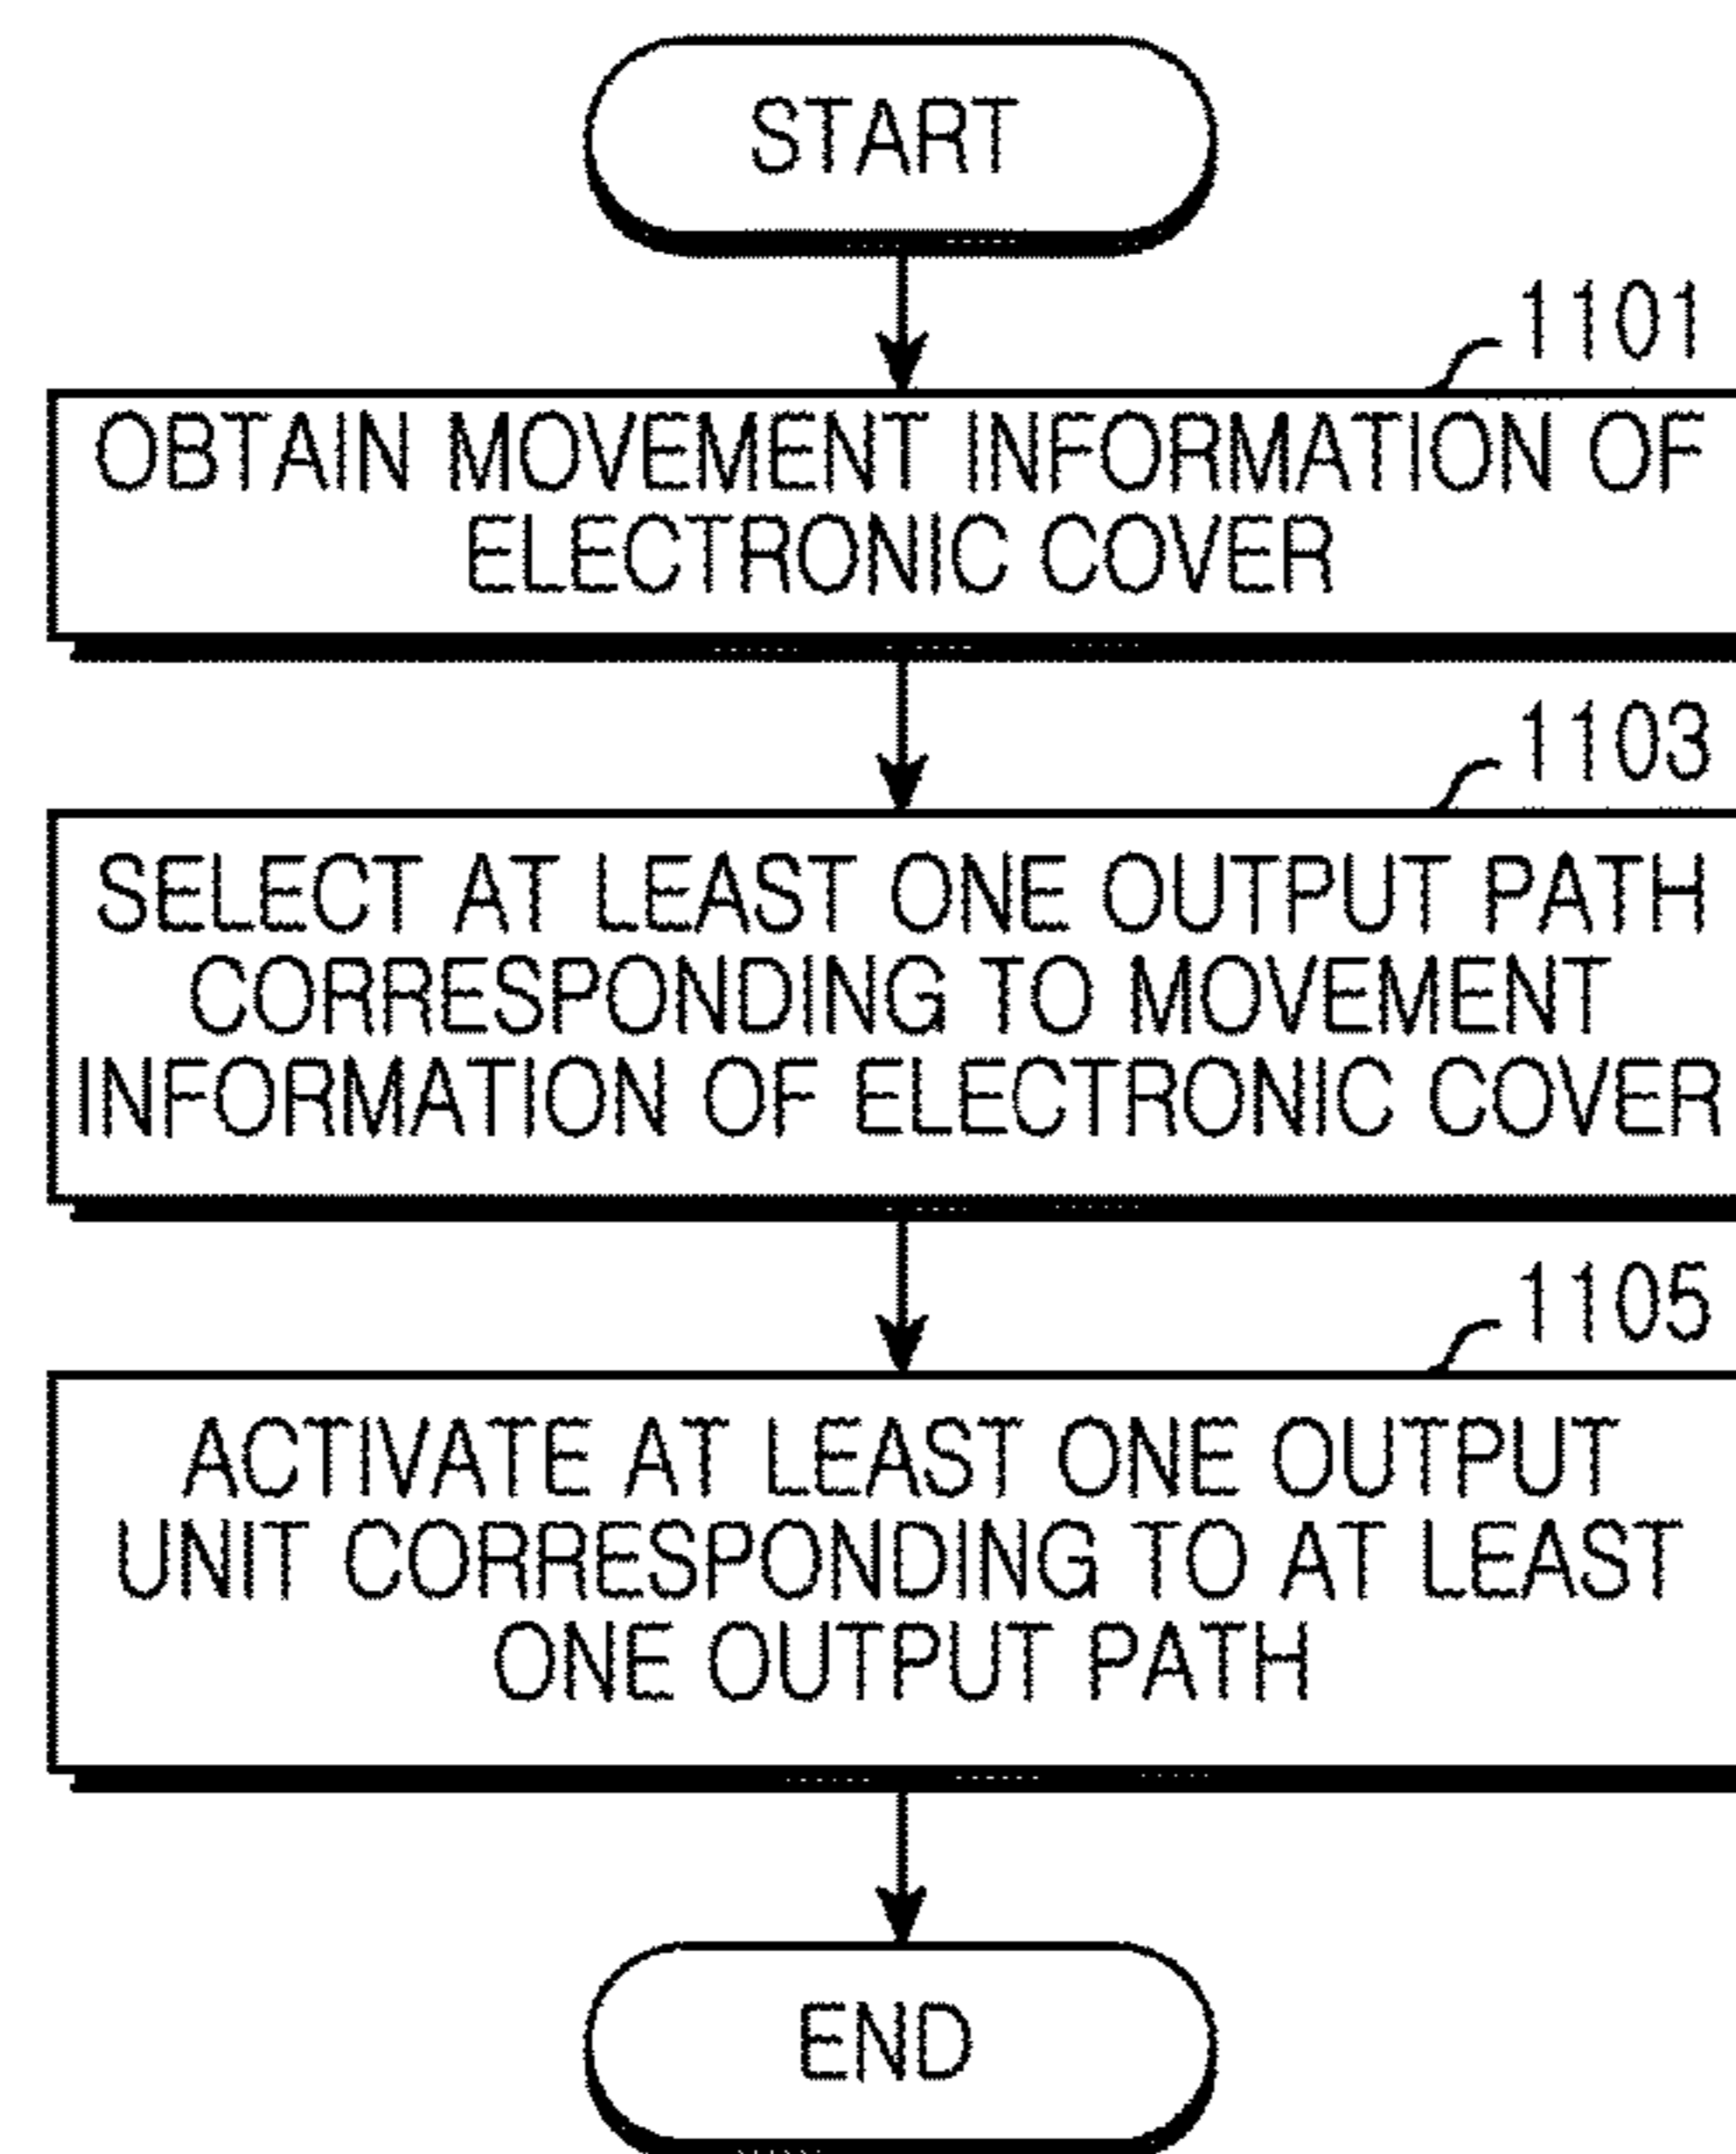 START
1101
OBTAIN MOVEMENT INFORMATION OF
ELECTRONIC COVER
1103
SELECT AT LEAST ONE OUTPUT PATH
CORRESPONDING TO MOVEMENT
INFORMATION OF ELECTRONIC COVER
1105
ACTIVATE AT LEAST ONE OUTPUT
UNIT CORRESPONDING TO AT LEAST
ONE OUTPUT PATH
END